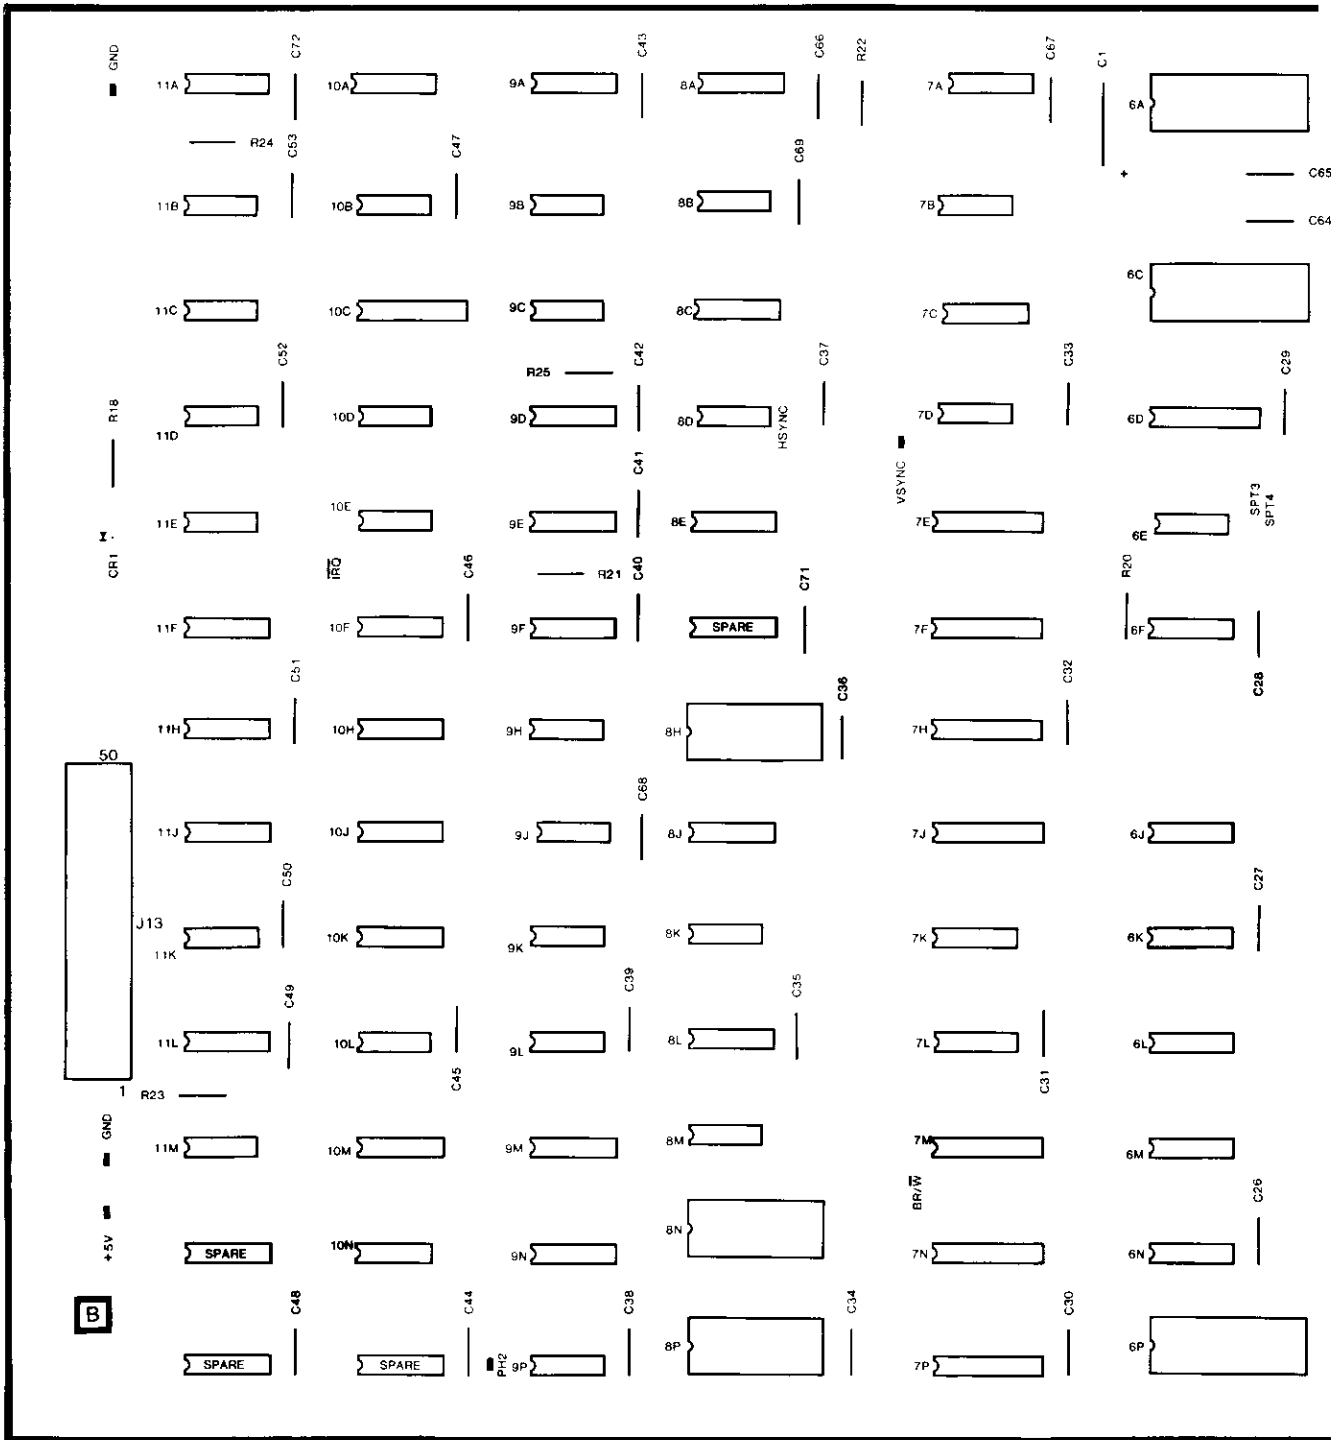 GND C72 C43 C66 R22 C67 C1
11A 10A 9A 8A 7A 6A
R24 C53 C47 C69 + C65
11B 10B 9B 8B 7B C64
11C 10C 9C 8C 7C 6C
C52 R25 C42 C37 C33 C29
R18 11D 10D 9D 8D HSYNC 7D 6D
C41 VSYNC SPT3
SPT4
11E 10E 9E 8E 7E 6E
CR1 IRQ C46 R21 C40 C71 R20
11F 10F 9F SPARE 7F 6F
C51 C36 C32 C28
11H 10H 9H 8H 7H
50
C68
11J 10J 9J 8J 7J 6J
C50 C27
J13
11K 10K 9K 8K 7K 6K
C49 C39 C35
11L 10L 9L 8L 7L 6L
C45 C31
1 R23
GND 11M 10M 9M 8M 7M 6M
BR/W C26
+5V SPARE 10N 9N 8N 7N 6N
B C48 C44 C38 C34 C30
SPARE SPARE PH2 9P 8P 7P 6P